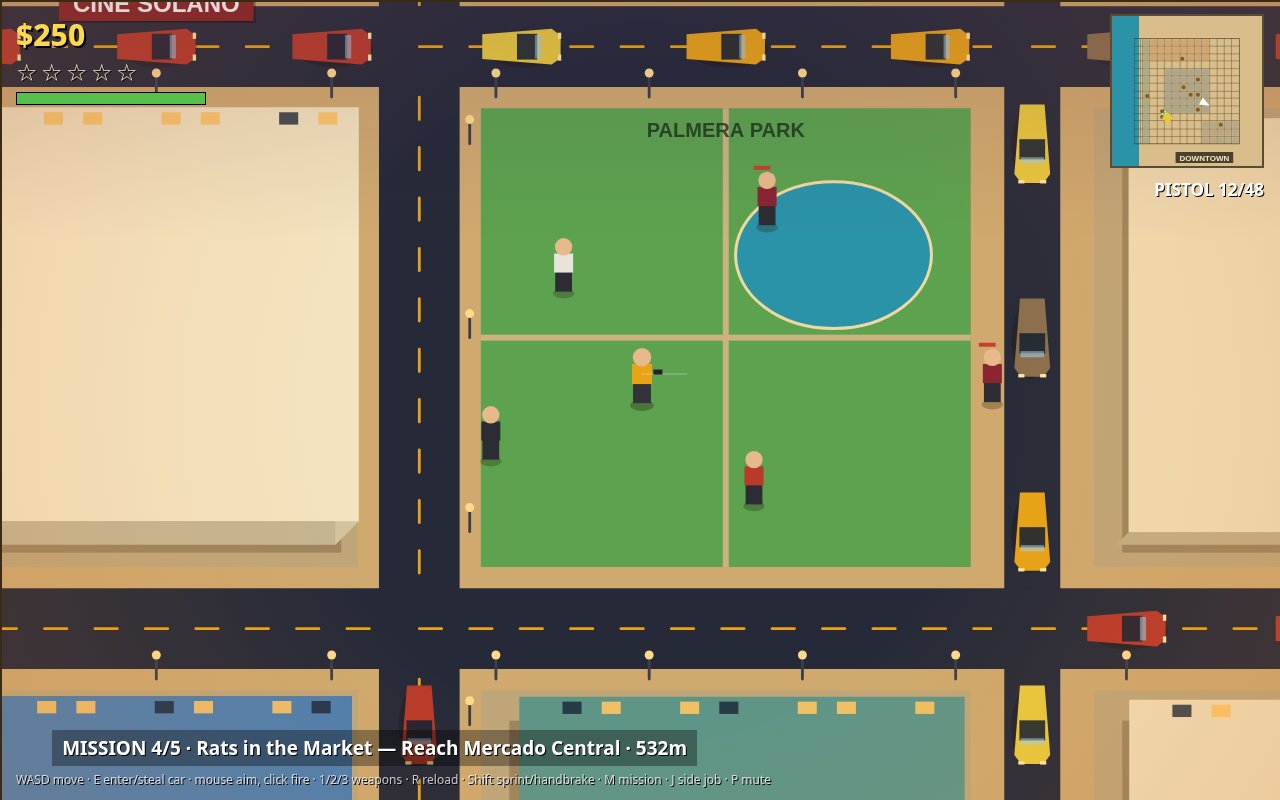 CINE SOLANO
$250
☆☆☆☆☆
PALMERA PARK
DOWNTOWN
PISTOL 12/48
MISSION 4/5 · Rats in the Market — Reach Mercado Central · 532m
WASD move · E enter/steal car · mouse aim, click fire · 1/2/3 weapons · R reload · Shift sprint/handbrake · M mission · J side job · P mute